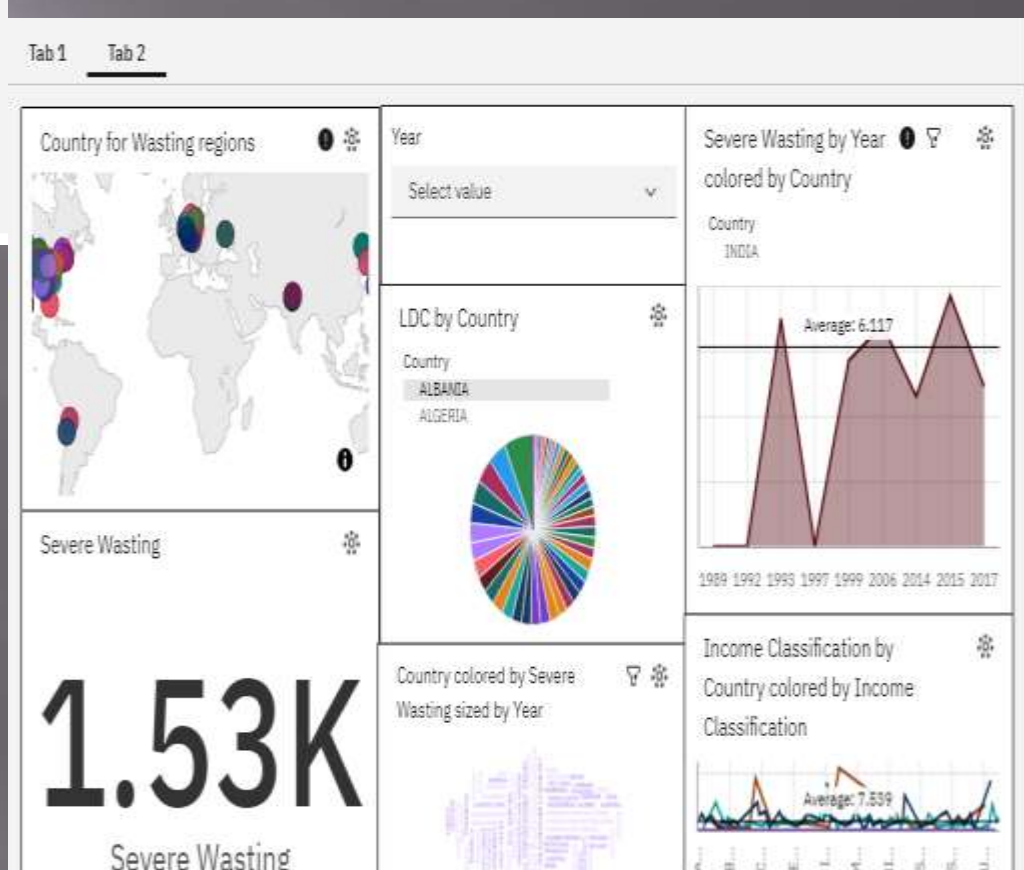 Tab 1
Tab 2
Country for Wasting regions
Year
Select value
Severe Wasting by Year
colored by Country
Country
INDIA
Average: 6.117
1989 1992 1993 1997 1999 2006 2014 2015 2017
LDC by Country
Country
ALBANIA
ALGERIA
Severe Wasting
1.53K
Severe Wasting
Country colored by Severe
Wasting sized by Year
Income Classification by
Country colored by Income
Classification
Average: 7.539